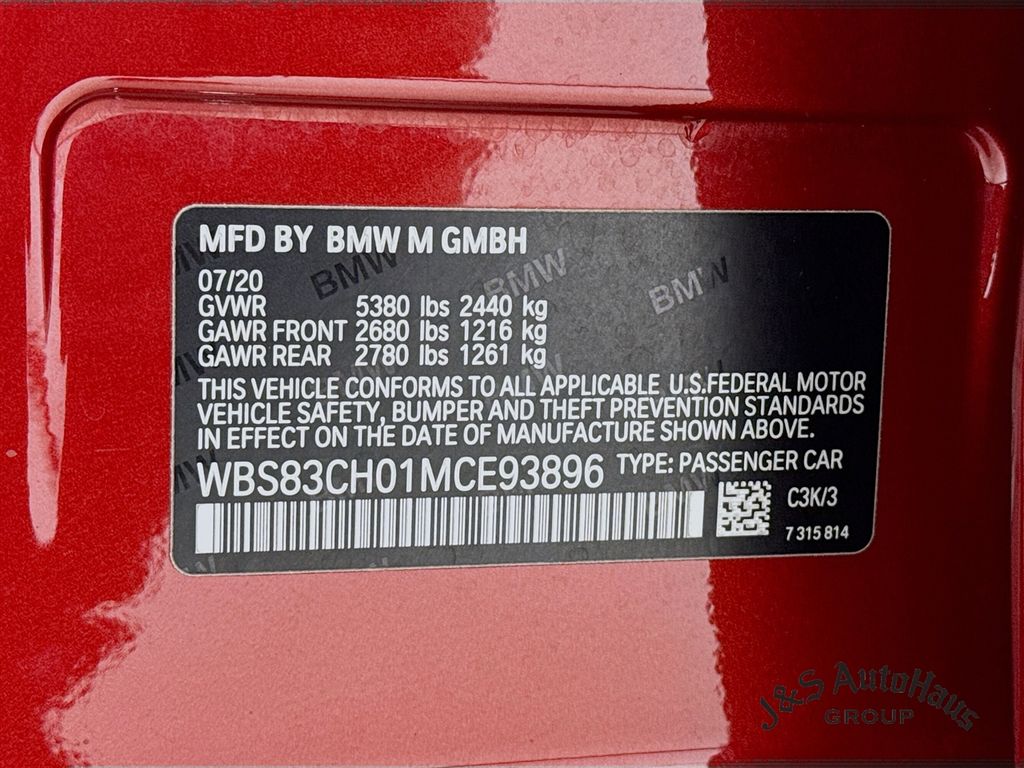 MFD BY BMW M GMBH
07/20
GVWR 5380 lbs 2440 kg
GAWR FRONT 2680 lbs 1216 kg
GAWR REAR 2780 lbs 1261 kg
THIS VEHICLE CONFORMS TO ALL APPLICABLE U.S.FEDERAL MOTOR
VEHICLE SAFETY, BUMPER AND THEFT PREVENTION STANDARDS
IN EFFECT ON THE DATE OF MANUFACTURE SHOWN ABOVE.
WBS83CH01MCE93896 TYPE: PASSENGER CAR
C3K/3
7 315 814
BMW BMW BMW
J&S AutoHaus
GROUP